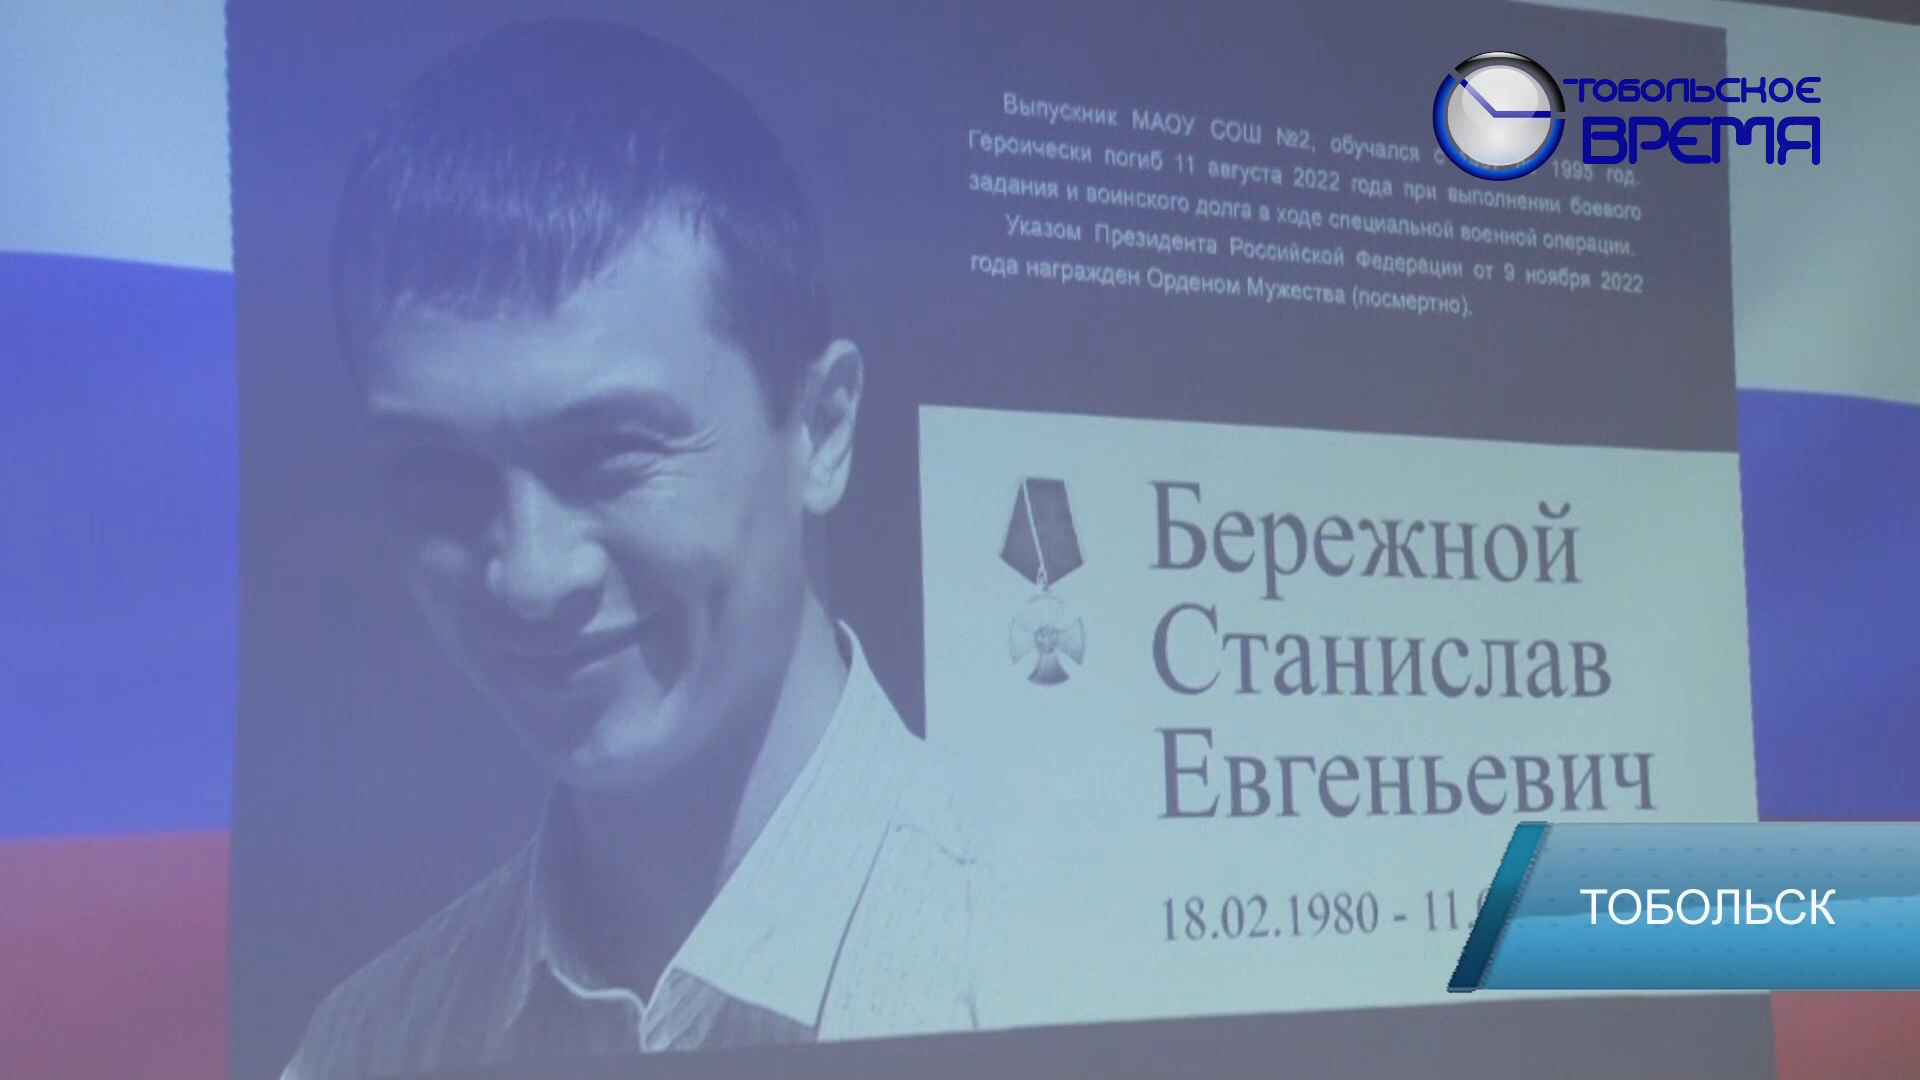 ТОБОЛЬСКОЕ
ВРЕМЯ
Выпускник МАОУ СОШ №2, обучался с 1995 год.
Героически погиб 11 августа 2022 года при выполнении боевого
задания и воинского долга в ходе специальной военной операции.
Указом Президента Российской Федерации от 9 ноября 2022
года награжден Орденом Мужества (посмертно).
Бережной
Станислав
Евгеньевич
18.02.1980 - 11.
ТОБОЛЬСК